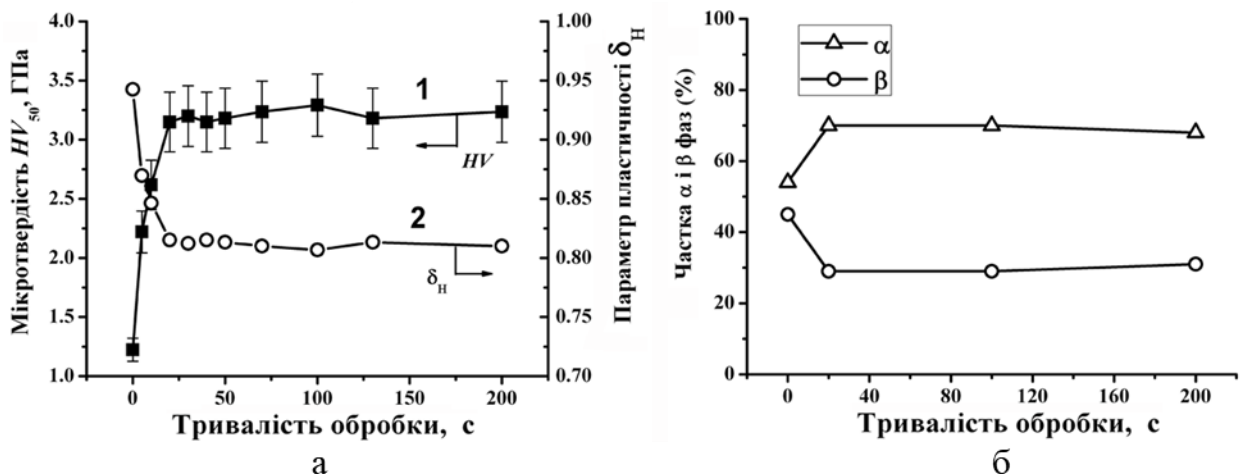 Мікротвердість HV50, ГПа
4.0
3.5
3.0
2.5
2.0
1.5
1.0
1
HV
2
δН
1.00
0.95
0.90
0.85
0.80
0.75
0.70
Параметр пластичності δН
0 50 100 150 200
Тривалість обробки, с
а
Частка α і β фаз (%)
100
80
60
40
20
0
α
β
0 40 80 120 160 200
Тривалість обробки, с
б